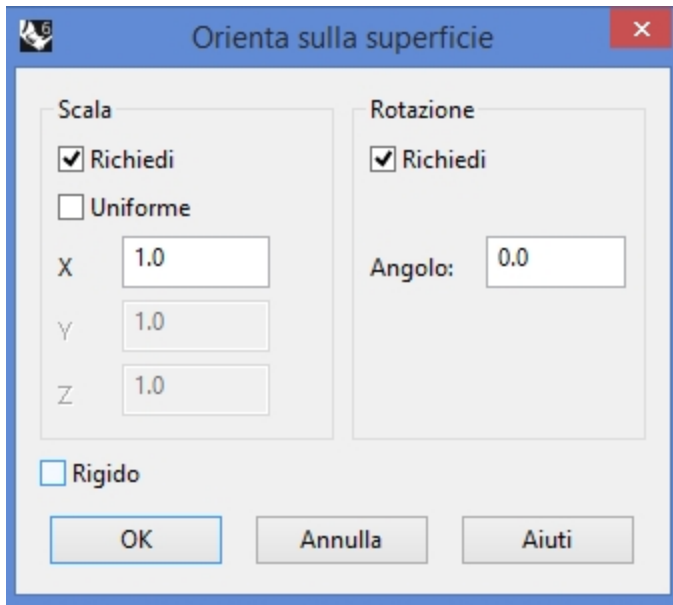 6
Orienta sulla superficie
Scala
Richiedi
Uniforme
X 1.0
Y 1.0
Z 1.0
Rotazione
Richiedi
Angolo: 0.0
Rigido
OK Annulla Aiuti